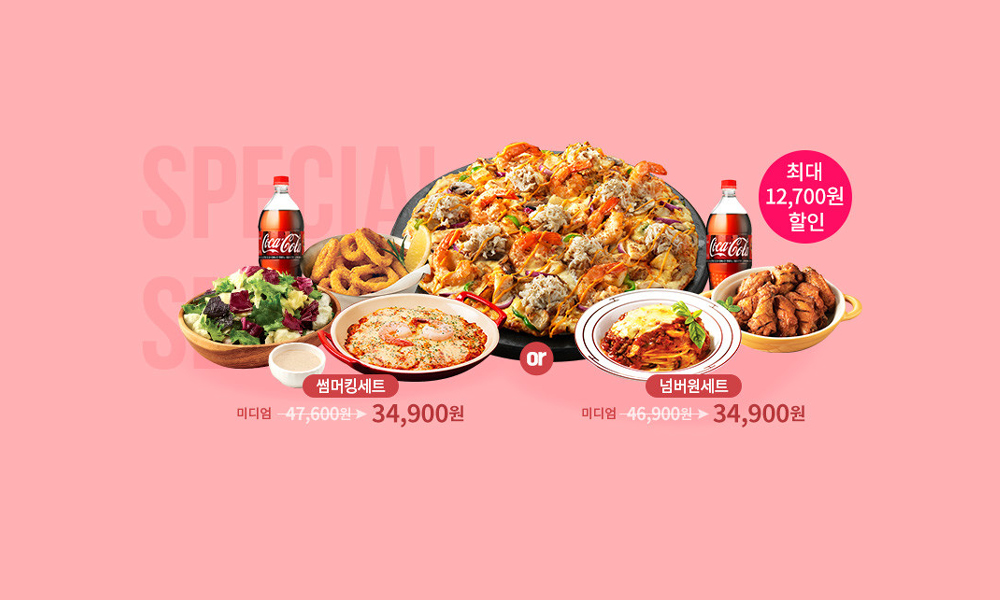 SPECIAL
SE
최대
12,700원
할인
Coca-Cola
Coca-Cola
or
썸머킹세트
넘버원세트
미디엄 47,600원 ➤ 34,900원
미디엄 46,900원 ➤ 34,900원